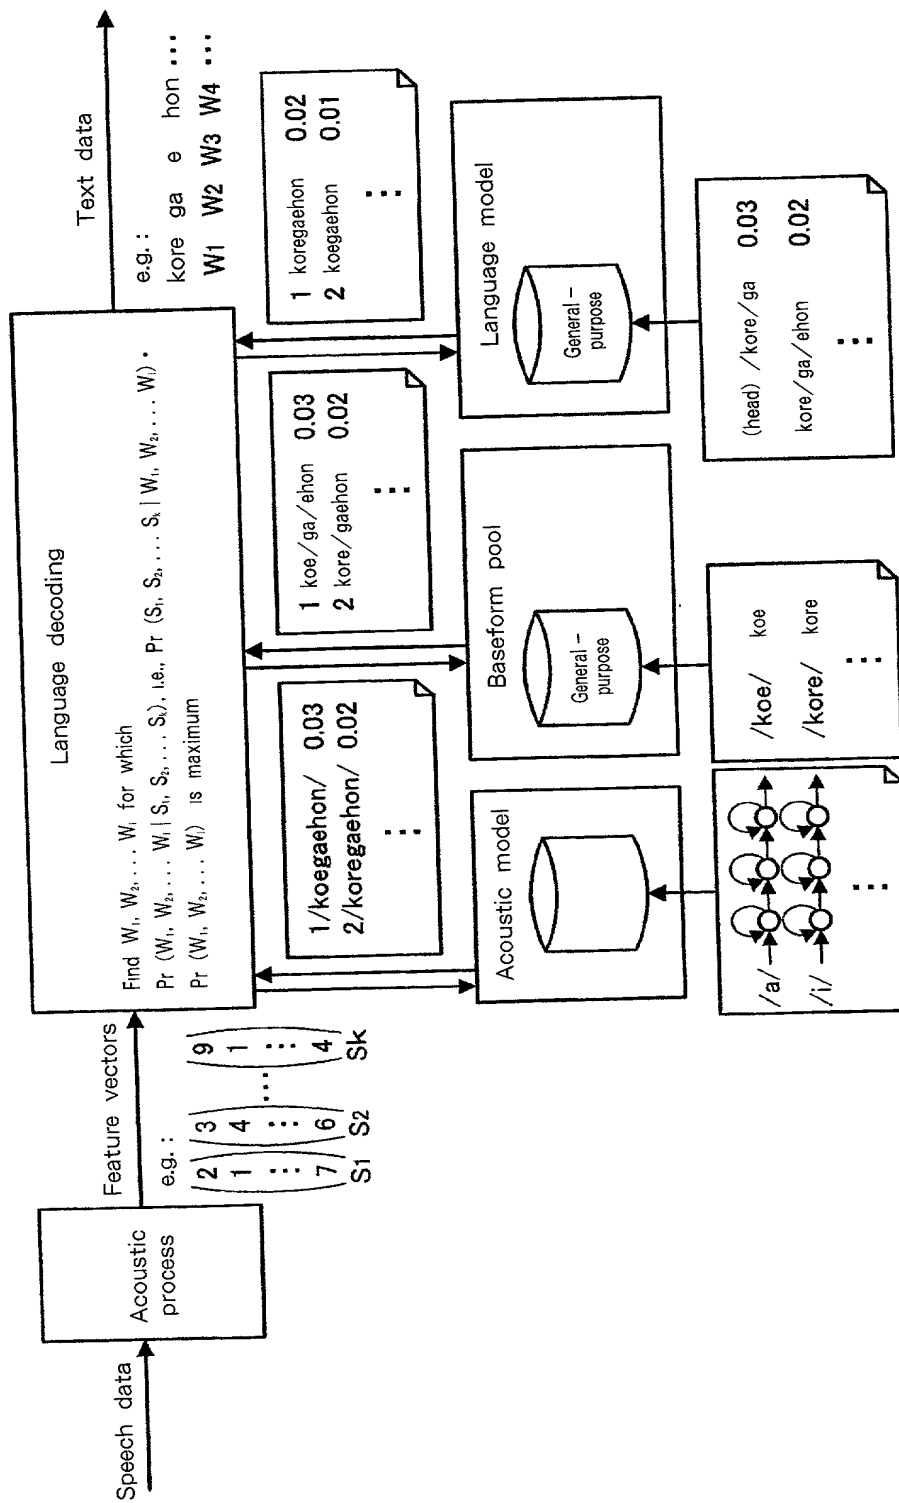 Speech data
Acoustic
process
Feature vectors
e.g. :
2
1
⋮
7
S1
3
4
⋮
6
S2
...
9
1
⋮
4
Sk
Language decoding
Find W₁, W₂, ... Wₗ for which
Pr (W₁, W₂, ... Wₗ | S₁, S₂, ... Sₖ), i.e., Pr (S₁, S₂, ... Sₖ | W₁, W₂, ... Wₗ) •
Pr (W₁, W₂, ... Wₗ) is maximum
Text data
e.g. :
kore ga e hon ...
W1 W2 W3 W4 ...
1/koegaehon/ 0.03
2/koregaehon/ 0.02
⋮
1 koe/ga/ehon 0.03
2 kore/gaehon 0.02
⋮
1 koregaehon 0.02
2 koegaehon 0.01
⋮
Acoustic model
Baseform pool
General-
purpose
Language model
General-
purpose
/a/
/i/
⋮
/koe/ koe
/kore/ kore
⋮
(head) /kore/ga 0.03
kore/ga/ehon 0.02
⋮